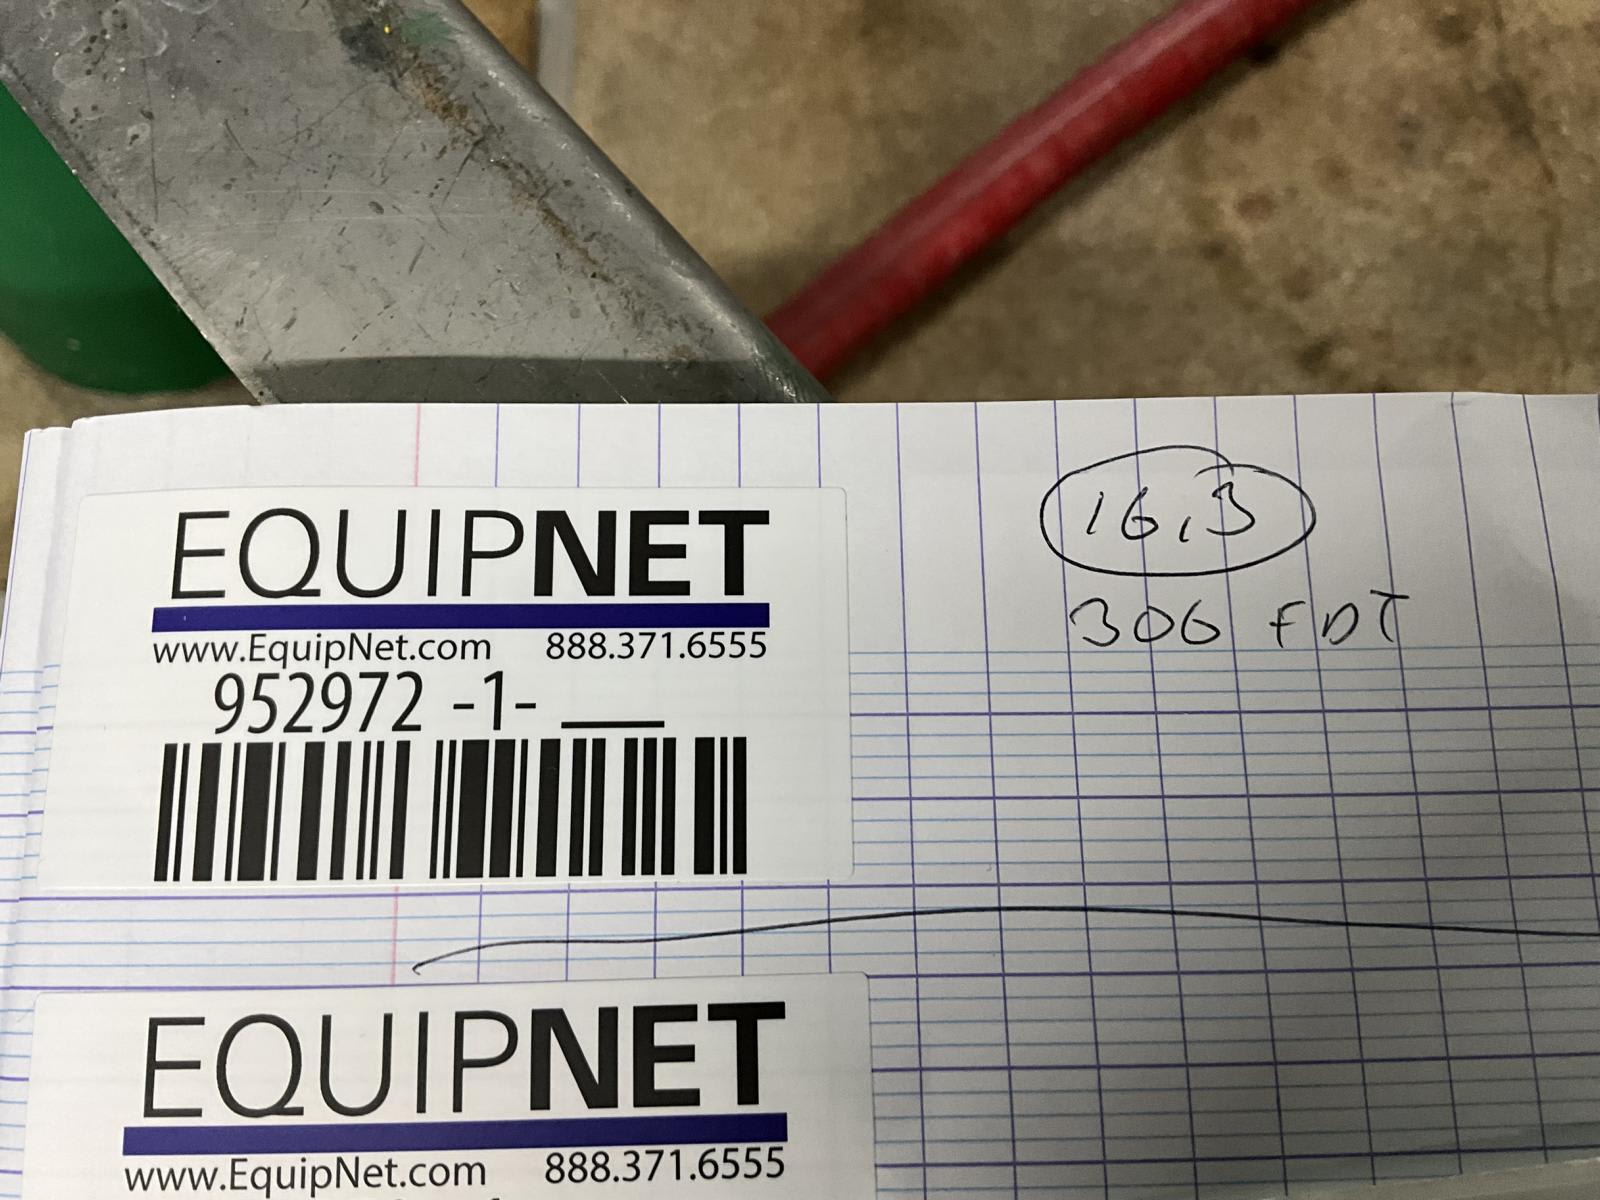 EQUIPNET
www.EquipNet.com 888.371.6555
952972 -1- ___
16,3
306 FDT
EQUIPNET
www.EquipNet.com 888.371.6555